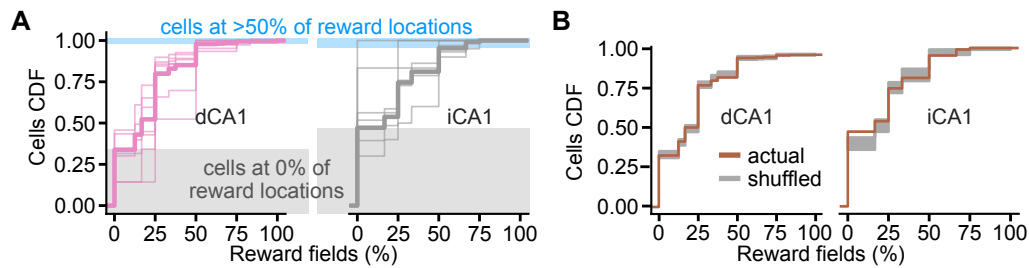 A
cells at >50% of reward locations
Cells CDF
1.00
0.75
0.50
0.25
0.00
dCA1
iCA1
cells at 0% of
reward locations
0 25 50 75 100
0 25 50 75 100
Reward fields (%)
B
Cells CDF
1.00
0.75
0.50
0.25
0.00
dCA1
iCA1
actual
shuffled
0 25 50 75 100
0 25 50 75 100
Reward fields (%)